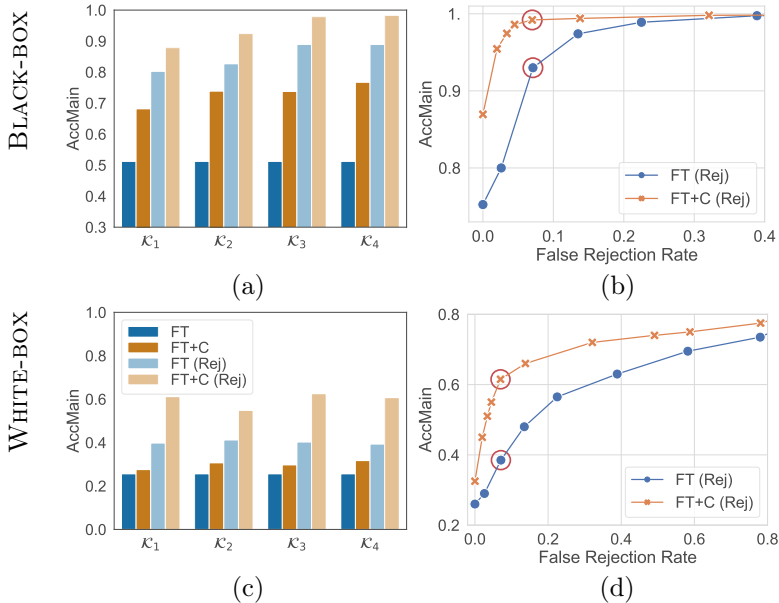 BLACK-BOX
AccMain
1.0
0.9
0.8
0.7
0.6
0.5
0.4
0.3
𝒦1 𝒦2 𝒦3 𝒦4
(a)
AccMain
1.
0.9
0.8
FT (Rej)
FT+C (Rej)
0.0 0.1 0.2 0.3 0.4
False Rejection Rate
(b)
WHITE-BOX
AccMain
1.0
0.8
0.6
0.4
0.2
0.0
FT
FT+C
FT (Rej)
FT+C (Rej)
𝒦1 𝒦2 𝒦3 𝒦4
(c)
AccMain
0.8
0.6
0.4
0.2
FT (Rej)
FT+C (Rej)
0.0 0.2 0.4 0.6 0.8
False Rejection Rate
(d)